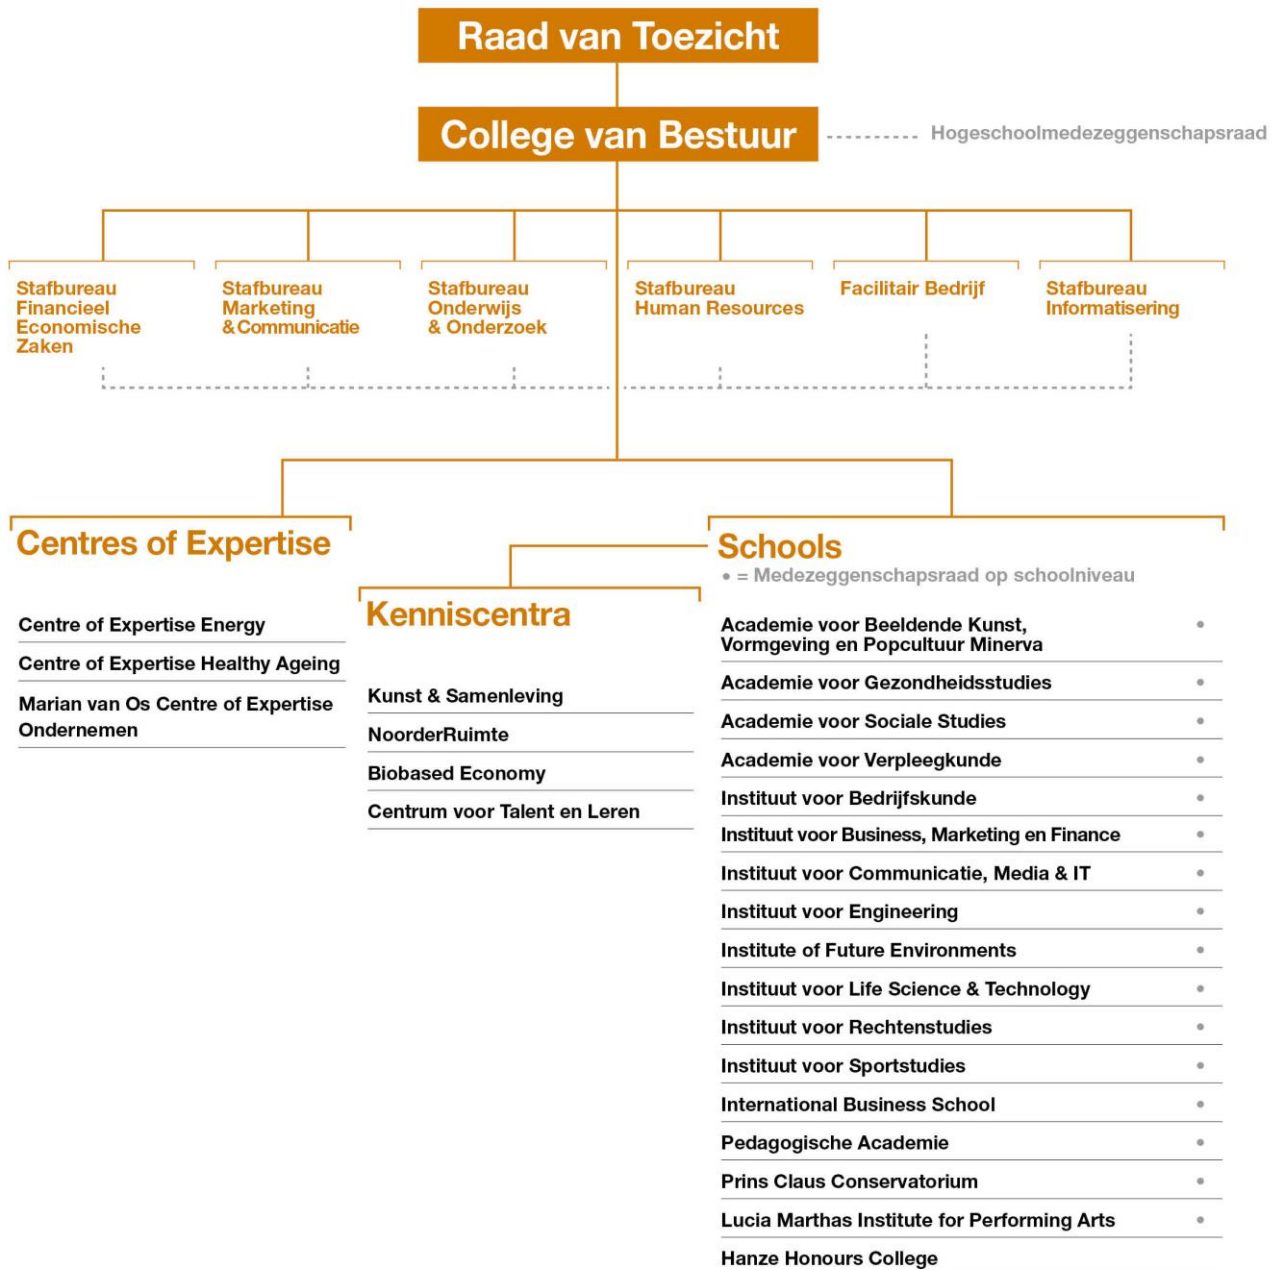 Raad van Toezicht
College van Bestuur
Hogeschoolmedezeggenschapsraad
Stafbureau
Financieel
Economische
Zaken
Stafbureau
Marketing
& Communicatie
Stafbureau
Onderwijs
& Onderzoek
Stafbureau
Human Resources
Facilitair Bedrijf
Stafbureau
Informatisering
Centres of Expertise
Centre of Expertise Energy
Centre of Expertise Healthy Ageing
Marian van Os Centre of Expertise
Ondernemen
Kenniscentra
Kunst & Samenleving
NoorderRuimte
Biobased Economy
Centrum voor Talent en Leren
Schools
• = Medezeggenschapsraad op schoolniveau
Academie voor Beeldende Kunst,
Vormgeving en Popcultuur Minerva •
Academie voor Gezondheidsstudies •
Academie voor Sociale Studies •
Academie voor Verpleegkunde •
Instituut voor Bedrijfskunde •
Instituut voor Business, Marketing en Finance •
Instituut voor Communicatie, Media & IT •
Instituut voor Engineering •
Institute of Future Environments •
Instituut voor Life Science & Technology •
Instituut voor Rechtenstudies •
Instituut voor Sportstudies •
International Business School •
Pedagogische Academie •
Prins Claus Conservatorium •
Lucia Marthas Institute for Performing Arts •
Hanze Honours College